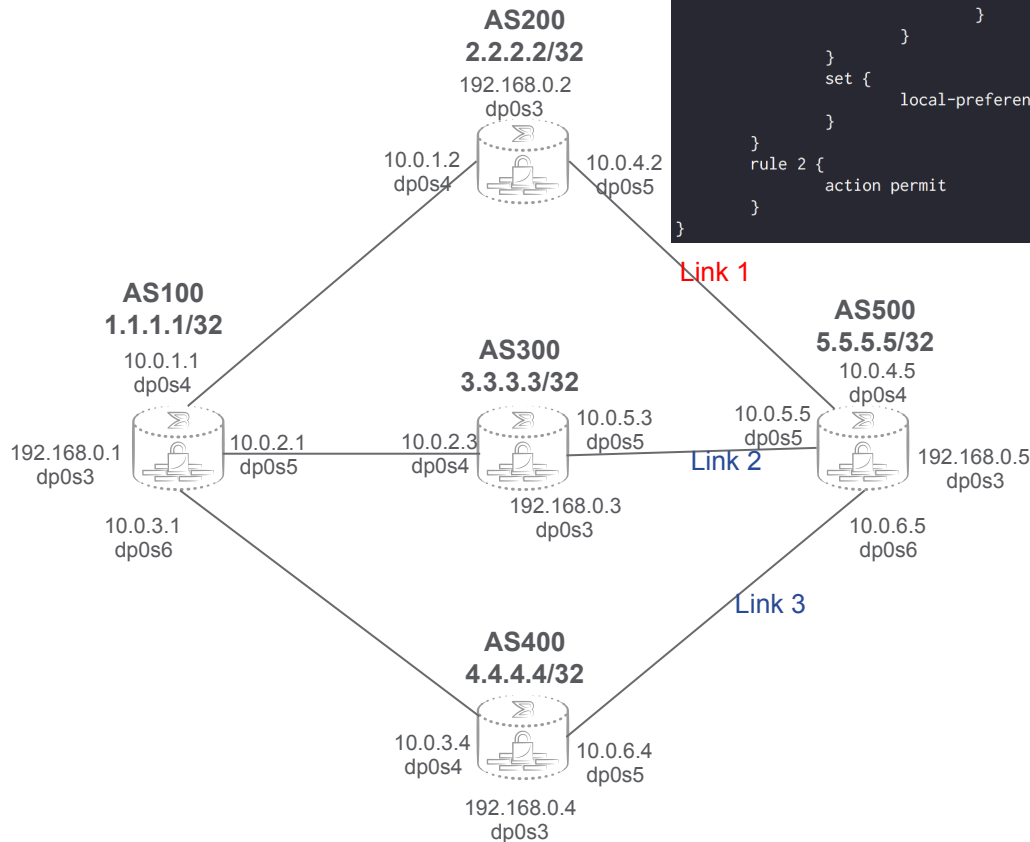 AS200
2.2.2.2/32
192.168.0.2
dp0s3
10.0.1.2
dp0s4
10.0.4.2
dp0s5
}
}
}
set {
}
}
rule 2 {
action permit
}
}
Link 1
AS100
1.1.1.1/32
10.0.1.1
dp0s4
192.168.0.1
dp0s3
10.0.2.1
dp0s5
10.0.3.1
dp0s6
AS300
3.3.3.3/32
10.0.2.3
dp0s4
10.0.5.3
dp0s5
192.168.0.3
dp0s3
Link 2
AS500
5.5.5.5/32
10.0.4.5
dp0s4
10.0.5.5
dp0s5
192.168.0.5
dp0s3
10.0.6.5
dp0s6
Link 3
AS400
4.4.4.4/32
10.0.3.4
dp0s4
10.0.6.4
dp0s5
192.168.0.4
dp0s3